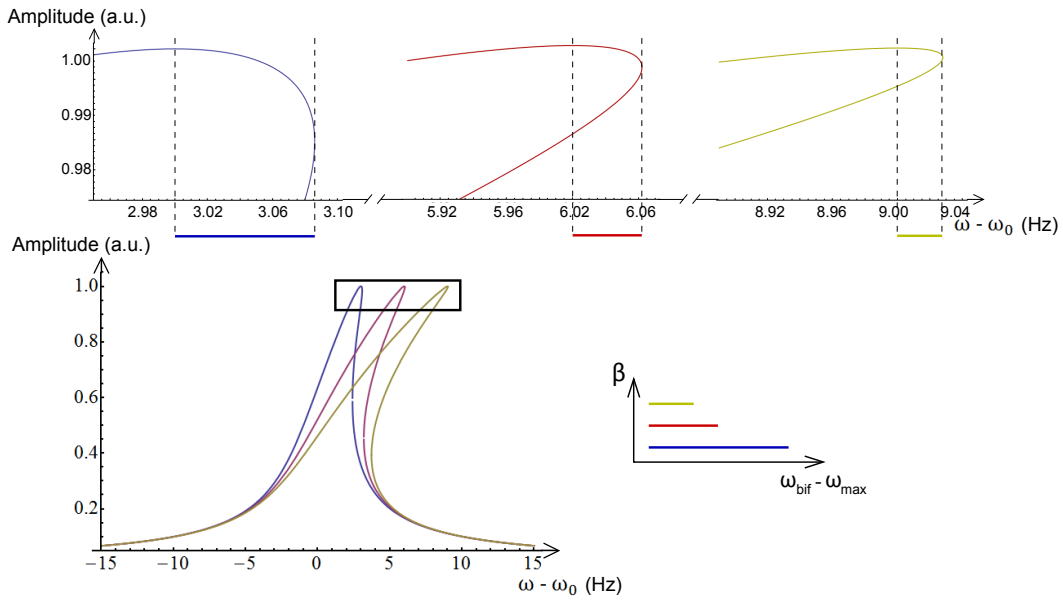 Amplitude (a.u.)
1.00
0.99
0.98
2.98 3.02 3.06 3.10 5.92 5.96 6.02 6.06 8.92 8.96 9.00 9.04
ω - ω0 (Hz)
Amplitude (a.u.)
1.0
0.8
0.6
0.4
0.2
−15 −10 −5 0 5 10 15
ω - ω0 (Hz)
β
ωbif - ωmax